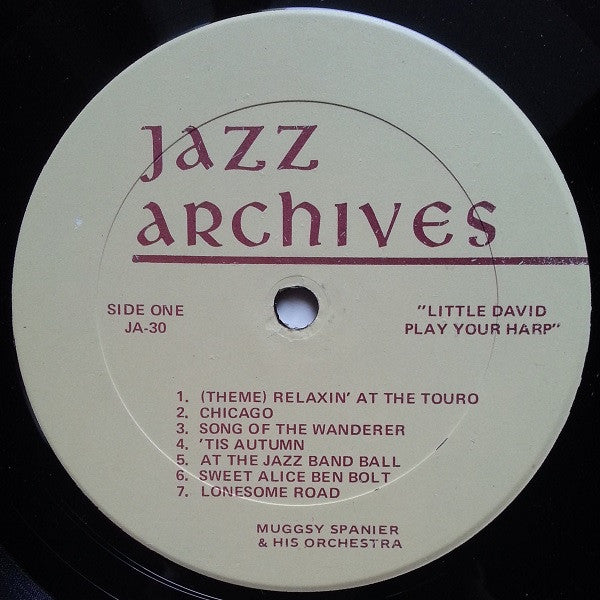 JAZZ
ARCHIVES
SIDE ONE
JA-30
"LITTLE DAVID
PLAY YOUR HARP"
1. (THEME) RELAXIN' AT THE TOURO
2. CHICAGO
3. SONG OF THE WANDERER
4. 'TIS AUTUMN
5. AT THE JAZZ BAND BALL
6. SWEET ALICE BEN BOLT
7. LONESOME ROAD
MUGGSY SPANIER
& HIS ORCHESTRA